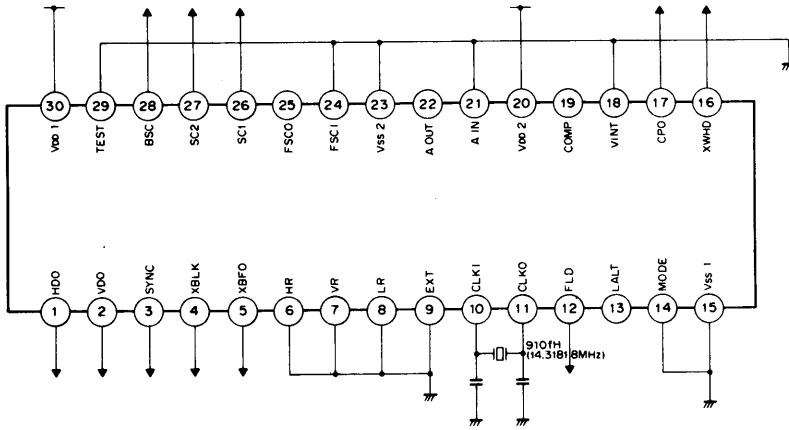 30 29 28 27 26 25 24 23 22 21 20 19 18 17 16
VDD 1
TEST
BSC
SC2
SC1
FSCO
FSCI
VSS 2
A OUT
A IN
VDD 2
COMP
VINT
CPO
XWHD
HDO
VDO
SYNC
XBLK
XBFO
HR
VR
LR
EXT
CLKI
CLKO
FLD
LALT
MODE
VSS 1
1 2 3 4 5 6 7 8 9 10 11 12 13 14 15
910fH
(14.31818MHz)